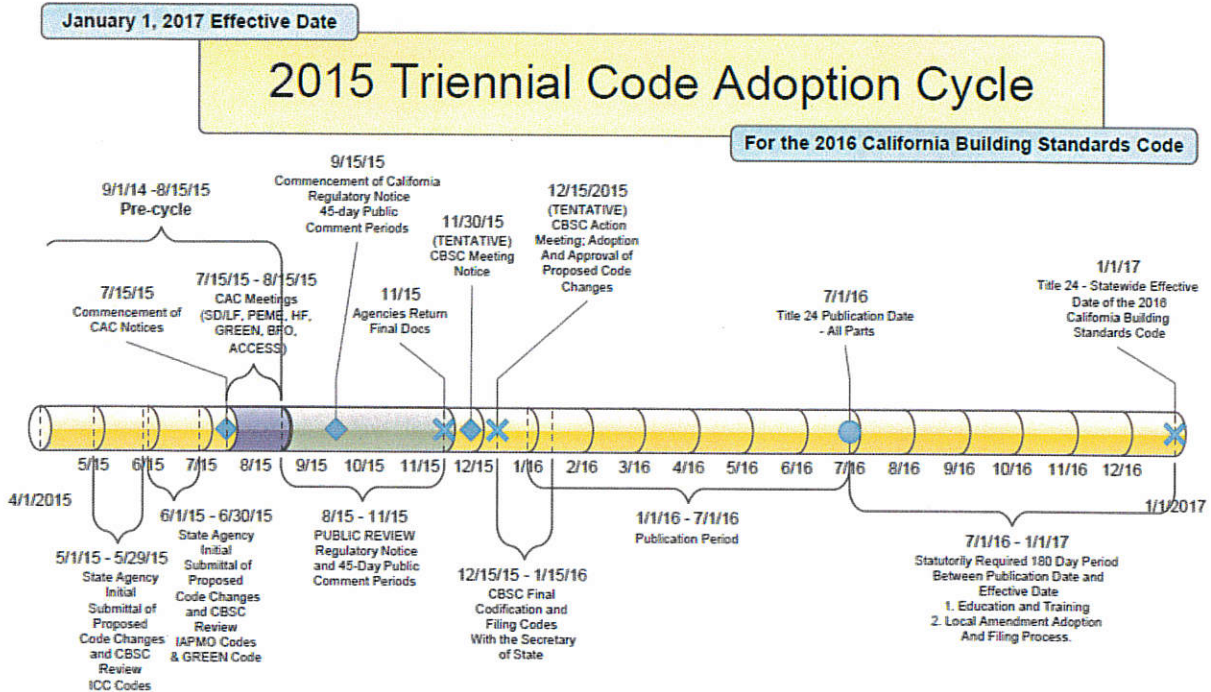 January 1, 2017 Effective Date
2015 Triennial Code Adoption Cycle
For the 2016 California Building Standards Code
9/1/14 -8/15/15
Pre-cycle
7/15/15
Commencement of
CAC Notices
7/15/15 - 8/15/15
CAC Meetings
(SD/LF, PEME, HF,
GREEN, BFO,
ACCESS)
9/15/15
Commencement of California
Regulatory Notice
45-day Public
Comment Periods
11/15
Agencies Return
Final Docs
11/30/15
(TENTATIVE)
CBSC Meeting
Notice
12/15/2015
(TENTATIVE)
CBSC Action
Meeting; Adoption
And Approval of
Proposed Code
Changes
7/1/16
Title 24 Publication Date
- All Parts
1/1/17
Title 24 - Statewide Effective
Date of the 2016
California Building
Standards Code
5/15 6/15 7/15 8/15 9/15 10/15 11/15 12/15 1/16 2/16 3/16 4/16 5/16 6/16 7/16 8/16 9/16 10/16 11/16 12/16
4/1/2015
1/1/2017
5/1/15 - 5/29/15
State Agency
Initial
Submittal of
Proposed
Code Changes
and CBSC
Review
ICC Codes
6/1/15 - 6/30/15
State Agency
Initial
Submittal of
Proposed
Code Changes
and CBSC
Review
IAPMO Codes
& GREEN Code
8/15 - 11/15
PUBLIC REVIEW
Regulatory Notice
and 45-Day Public
Comment Periods
12/15/15 - 1/15/16
CBSC Final
Codification and
Filing Codes
With the Secretary
of State
1/1/16 - 7/1/16
Publication Period
7/1/16 - 1/1/17
Statutorily Required 180 Day Period
Between Publication Date and
Effective Date
1. Education and Training
2. Local Amendment Adoption
And Filing Process.